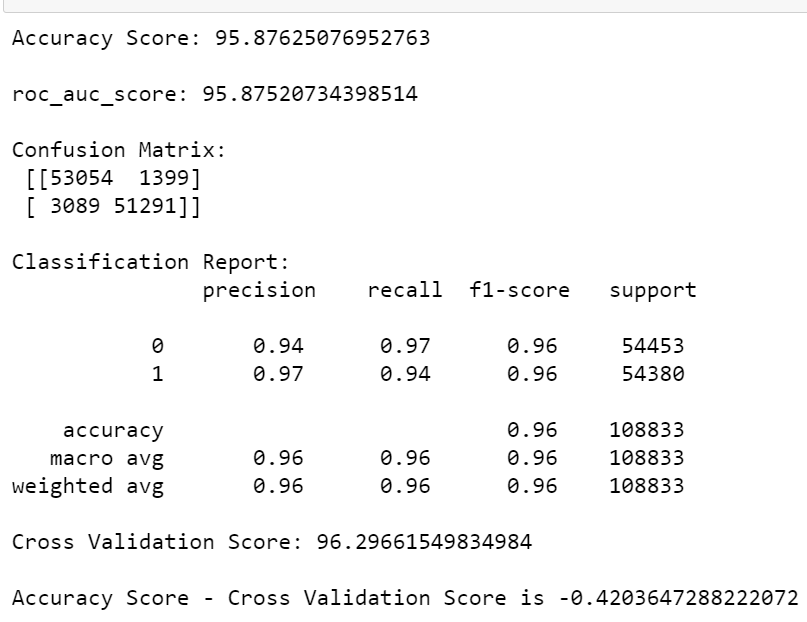 Accuracy Score: 95.87625076952763
roc_auc_score: 95.87520734398514
Confusion Matrix:
[[53054 1399]
[ 3089 51291]]
Classification Report:
precision recall f1-score support
0 0.94 0.97 0.96 54453
1 0.97 0.94 0.96 54380
accuracy 0.96 108833
macro avg 0.96 0.96 0.96 108833
weighted avg 0.96 0.96 0.96 108833
Cross Validation Score: 96.29661549834984
Accuracy Score - Cross Validation Score is -0.4203647288222072